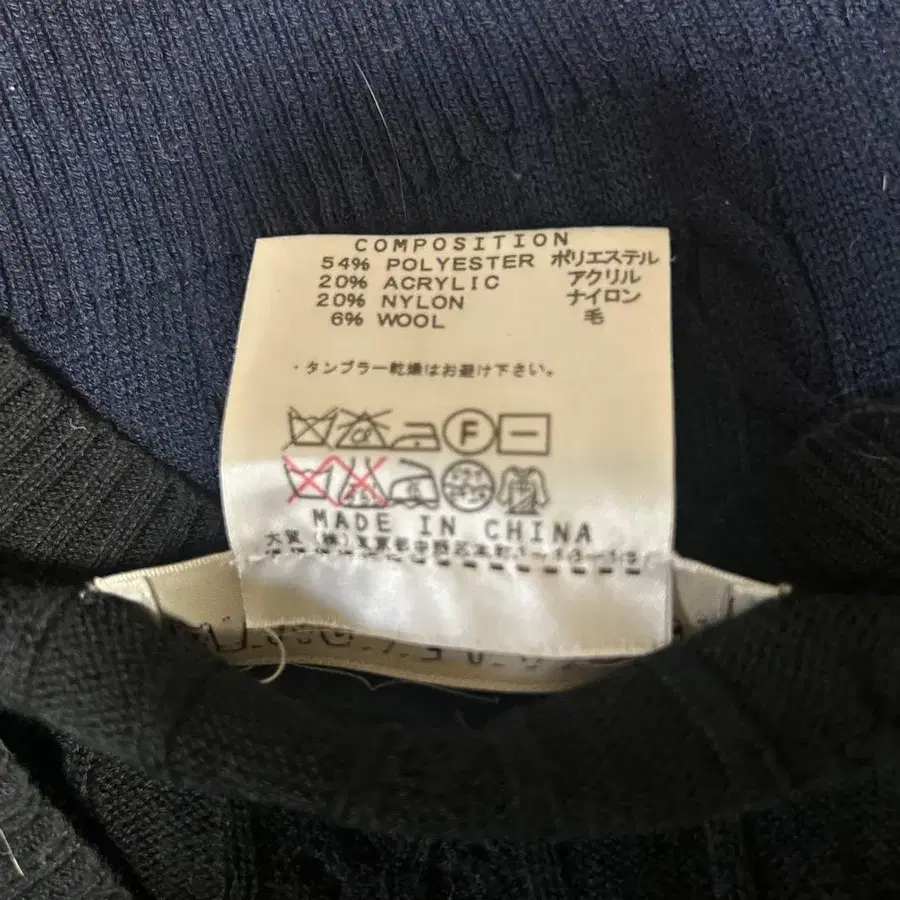 COMPOSITION
54% POLYESTER ポリエステル
20% ACRYLIC アクリル
20% NYLON ナイロン
6% WOOL 毛
・タンブラー乾燥はお避け下さい。
F
MADE IN CHINA